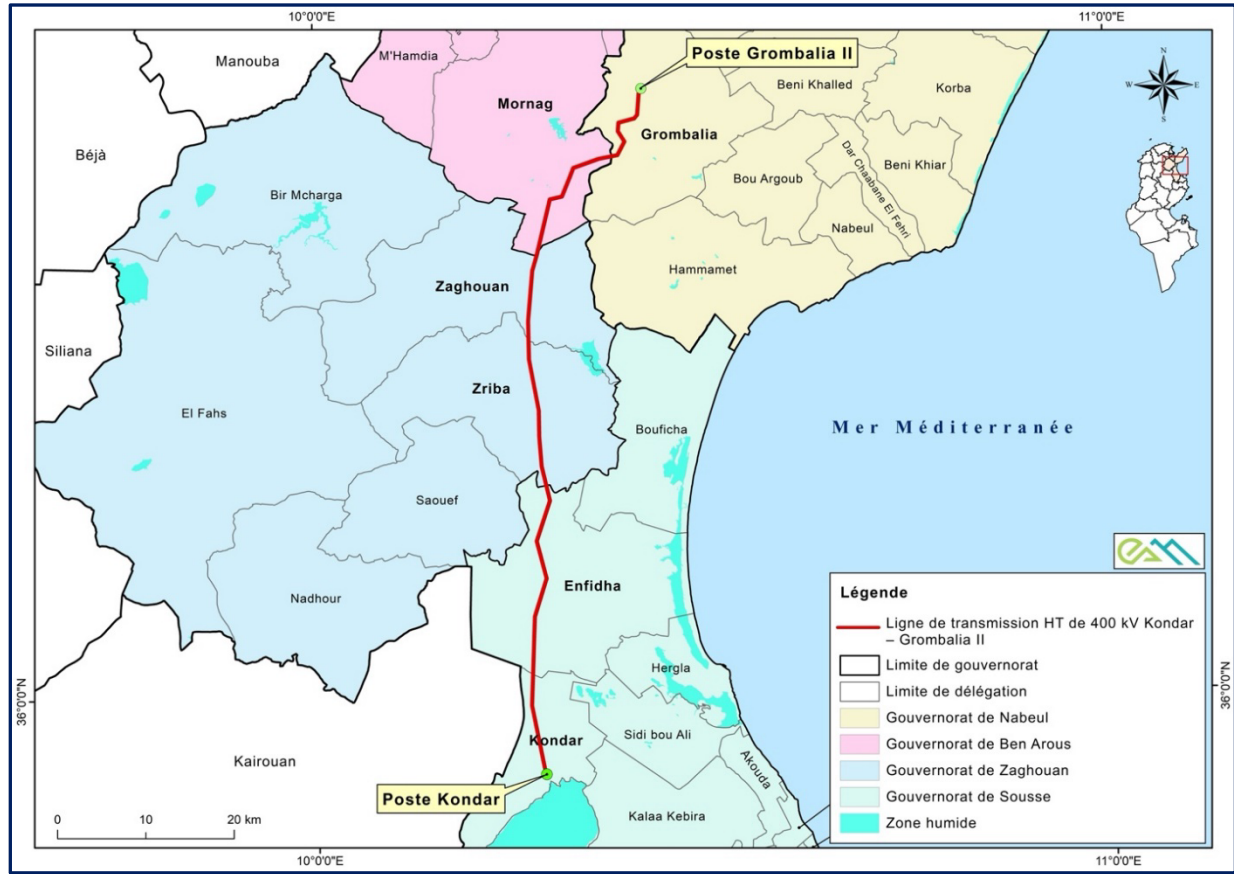 10°0'0"E
11°0'0"E
Manouba
M'Hamdia
Poste Grombalia II
Beni Khalled
Korba
Mornag
Grombalia
N
W
E
S
Béjà
Bir Mcharga
Bou Argoub
Dar Chaabane El Fehri
Beni Khiar
Nabeul
Hammamet
Zaghouan
Siliana
El Fahs
Zriba
Bouficha
Mer Méditerranée
Saouef
Enfidha
Nadhour
Hergla
36°0'0"N
36°0'0"N
Kondar
Sidi bou Ali
Akouda
Kairouan
Poste Kondar
Kalaa Kebira
0
10
20 km
Légende
Ligne de transmission HT de 400 kV Kondar
– Grombalia II
Limite de gouvernorat
Limite de délégation
Gouvernorat de Nabeul
Gouvernorat de Ben Arous
Gouvernorat de Zaghouan
Gouvernorat de Sousse
Zone humide
10°0'0"E
11°0'0"E